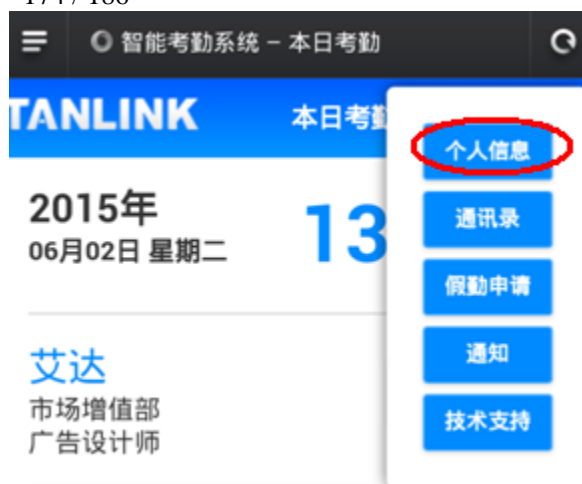 智能考勤系统 – 本日考勤
TANLINK
本日考勤
个人信息
2015年
06月02日 星期二
13
通讯录
假勤申请
通知
艾达
市场增值部
广告设计师
技术支持